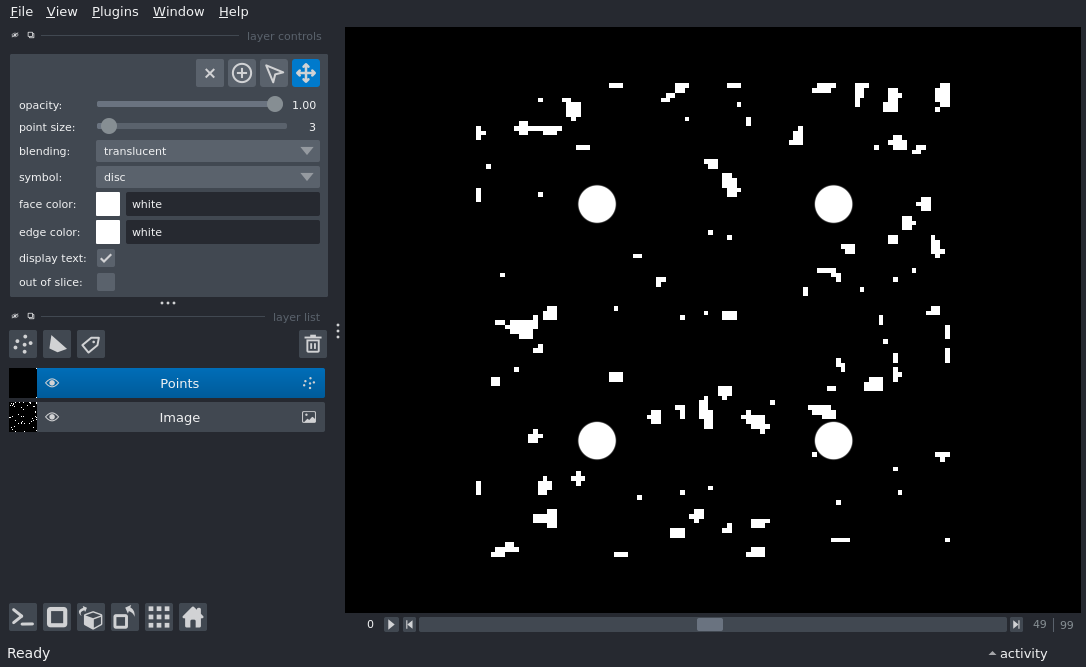 File View Plugins Window Help
layer controls
opacity: 1.00
point size: 3
blending: translucent
symbol: disc
face color: white
edge color: white
display text:
out of slice:
layer list
Points
Image
0 49 | 99
Ready activity